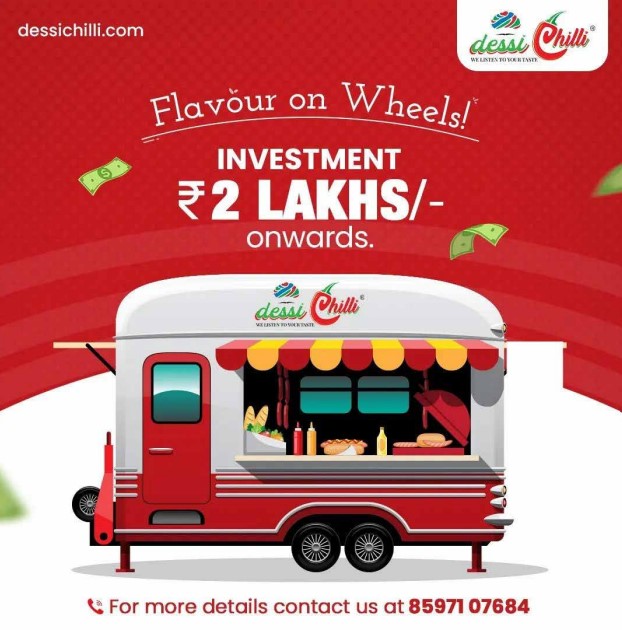 dessichilli.com
dessi Chilli®
WE LISTEN TO YOUR TASTE
Flavour on Wheels!
INVESTMENT
₹2 LAKHS/-
onwards.
dessi Chilli®
WE LISTEN TO YOUR TASTE
For more details contact us at 85971 07684